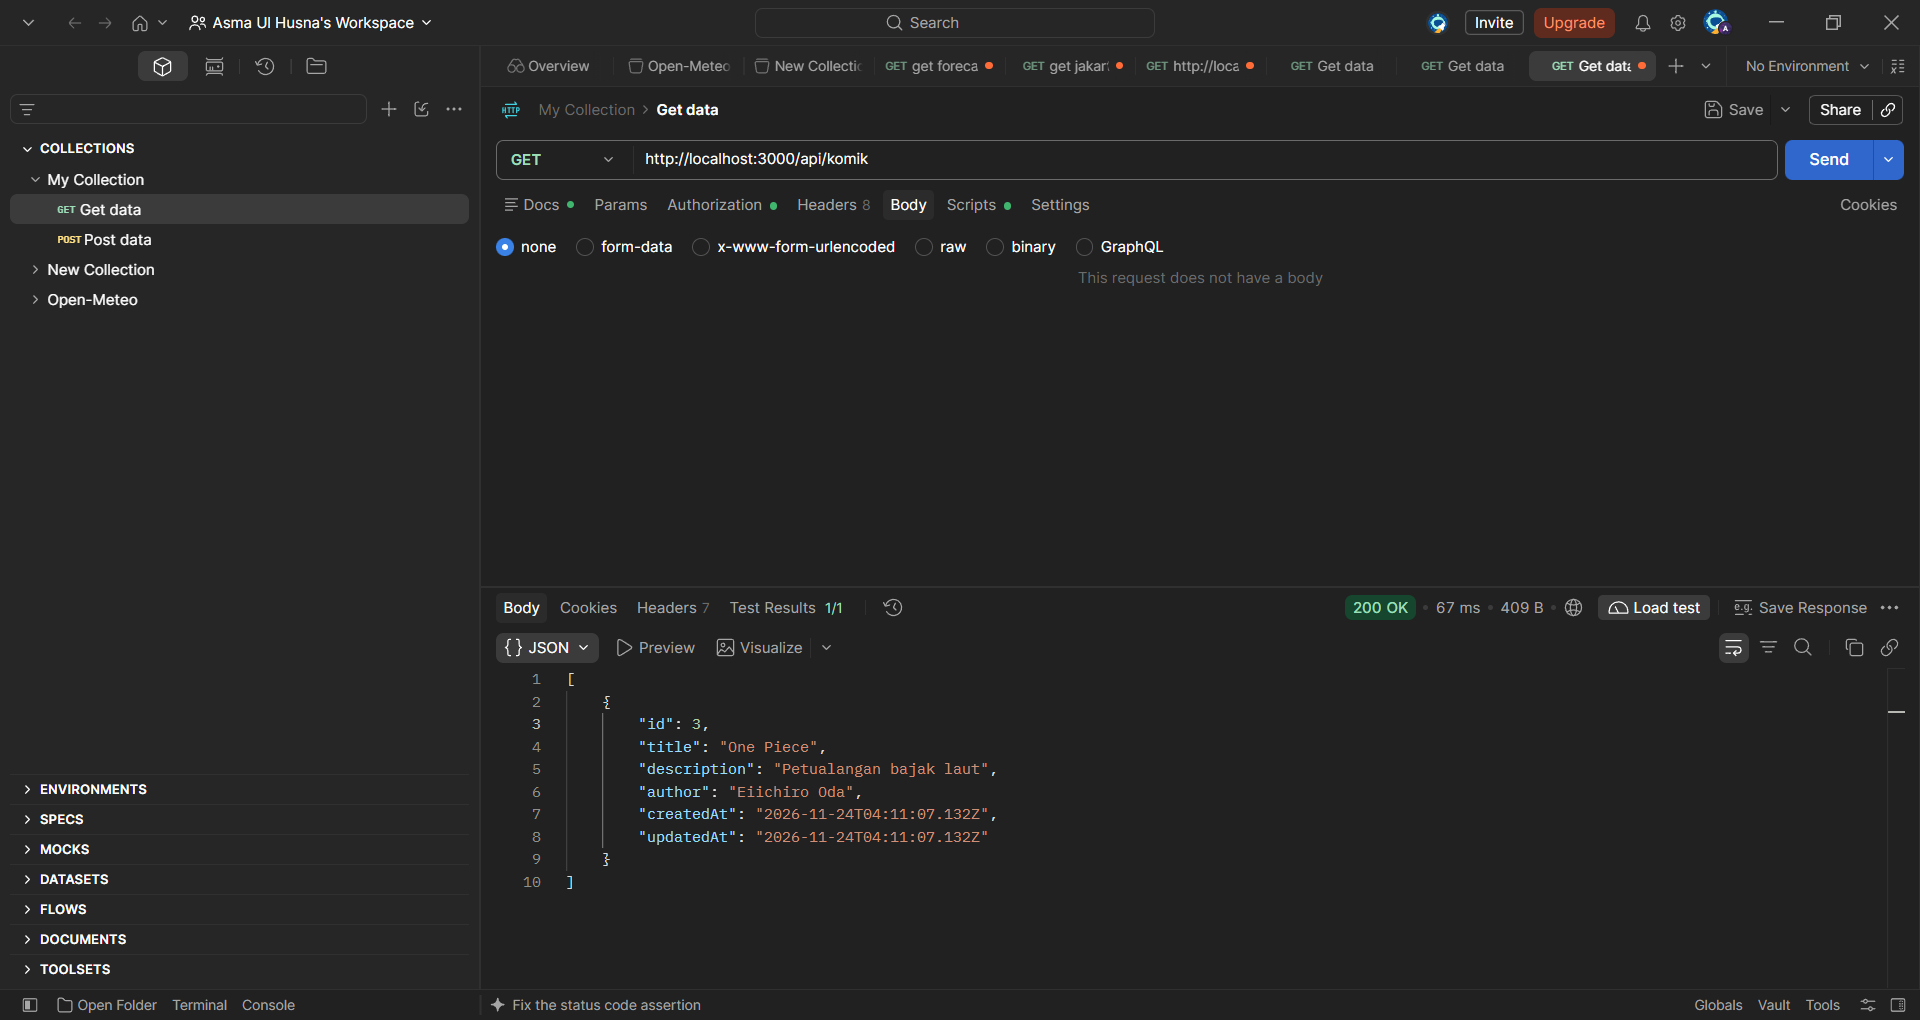 Asma Ul Husna's Workspace
Search
Invite
Upgrade
A
Overview
Open-Meteo
New Collectic
GET get foreca
GET get jakar
GET http://loca
GET Get data
GET Get data
GET Get data
No Environment
COLLECTIONS
My Collection
GET Get data
POST Post data
New Collection
Open-Meteo
ENVIRONMENTS
SPECS
MOCKS
DATASETS
FLOWS
DOCUMENTS
TOOLSETS
HTTP My Collection > Get data
Save
Share
GET http://localhost:3000/api/komik
Send
Docs Params Authorization Headers 8 Body Scripts Settings
Cookies
none form-data x-www-form-urlencoded raw binary GraphQL
This request does not have a body
Body Cookies Headers 7 Test Results 1/1
200 OK • 67 ms • 409 B
Load test
e.g. Save Response
{} JSON Preview Visualize
1 [
2 {
3 "id": 3,
4 "title": "One Piece",
5 "description": "Petualangan bajak laut",
6 "author": "Eiichiro Oda",
7 "createdAt": "2026-11-24T04:11:07.132Z",
8 "updatedAt": "2026-11-24T04:11:07.132Z"
9 }
10 ]
Open Folder Terminal Console
Fix the status code assertion
Globals Vault Tools